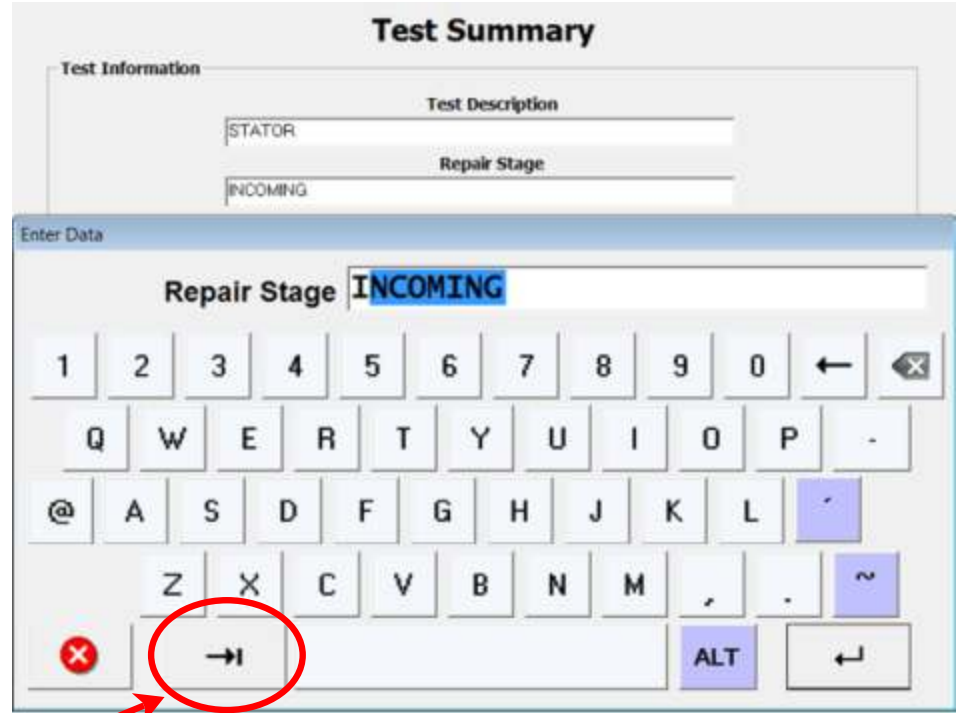 Test Summary
Test Information
Test Description
STATOR
Repair Stage
INCOMING
Enter Data
Repair Stage INCOMING
1 2 3 4 5 6 7 8 9 0 ←
Q W E R T Y U I O P -
@ A S D F G H J K L ´
Z X C V B N M , . ~
→I ALT ↵